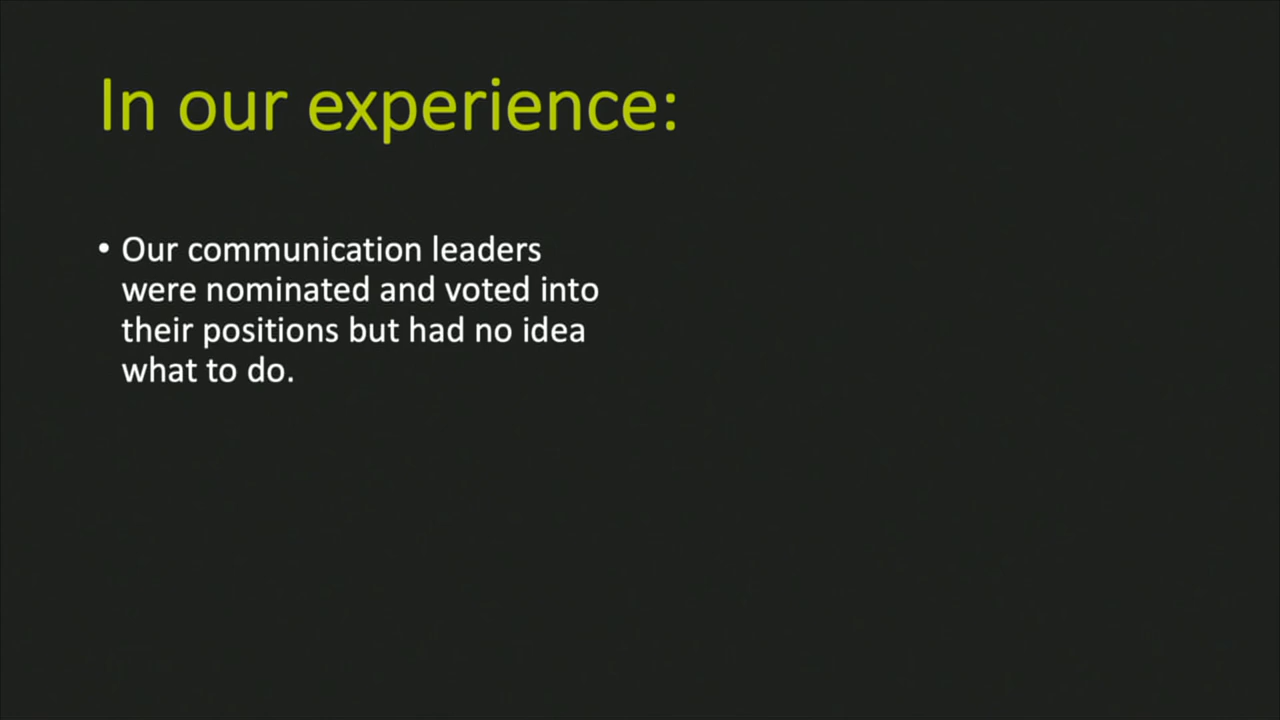 In our experience:
• Our communication leaders
were nominated and voted into
their positions but had no idea
what to do.